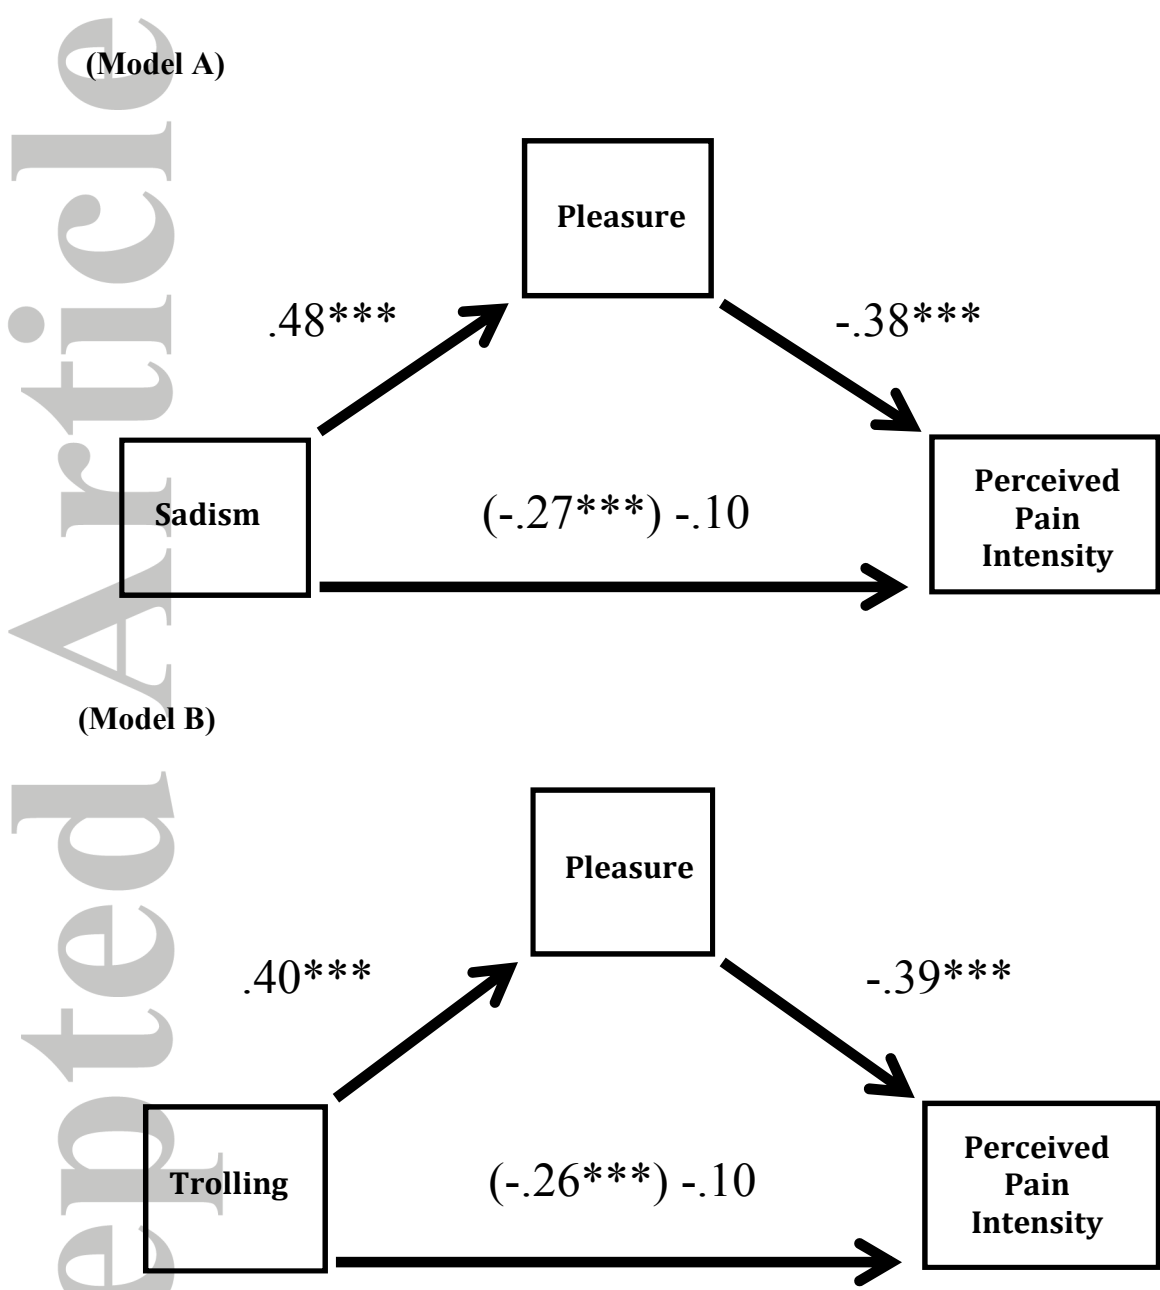 (Model A)
Pleasure
.48***
-.38***
Sadism
(-.27***) -.10
Perceived
Pain
Intensity
(Model B)
Pleasure
.40***
-.39***
Trolling
(-.26***) -.10
Perceived
Pain
Intensity
epted Article